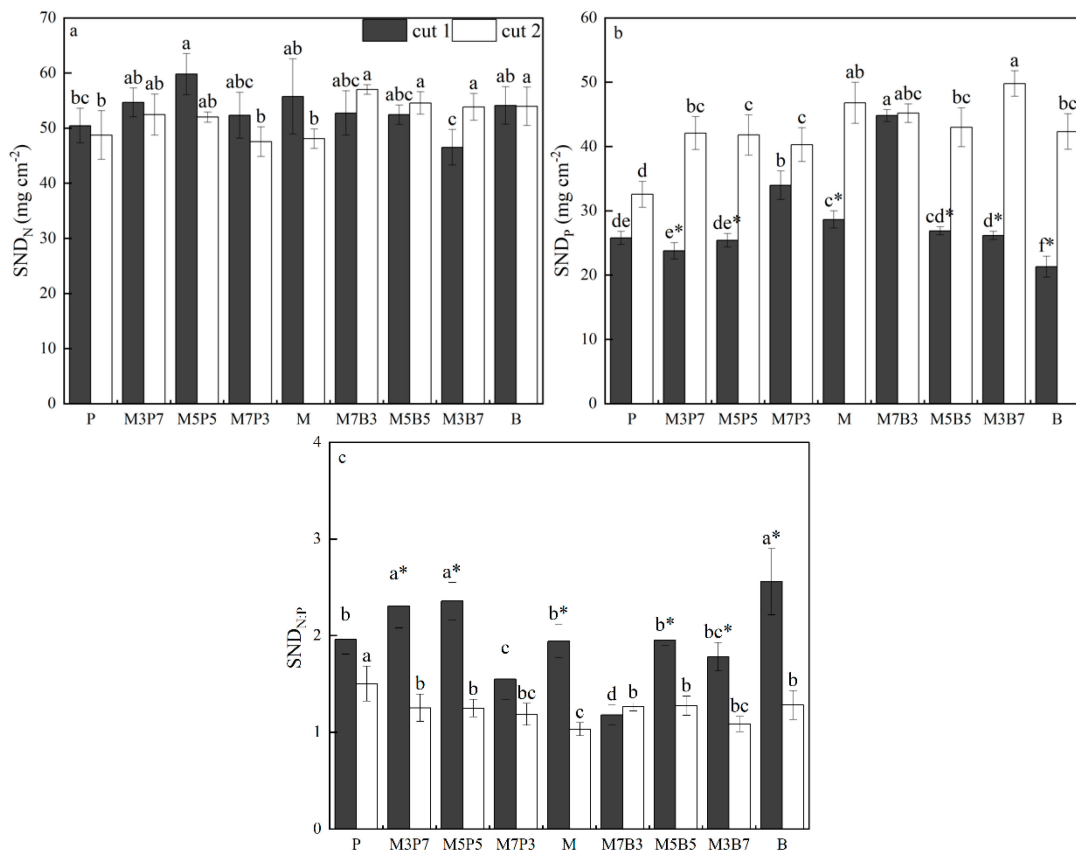 a
cut 1
cut 2
SND_N (mg cm⁻²)
70
60
50
40
30
20
10
0
bc b ab ab a ab abc b ab b abc a abc a c a ab a
P M3P7 M5P5 M7P3 M M7B3 M5B5 M3B7 B
b
SND_P (mg cm⁻²)
60
50
40
30
20
10
0
de d e* bc de* c b c c* ab a abc cd* bc d* a f* bc
P M3P7 M5P5 M7P3 M M7B3 M5B5 M3B7 B
c
SND_N:P
4
3
2
1
0
b a a* b a* b c bc b* c d b b* b bc* bc a* b
P M3P7 M5P5 M7P3 M M7B3 M5B5 M3B7 B